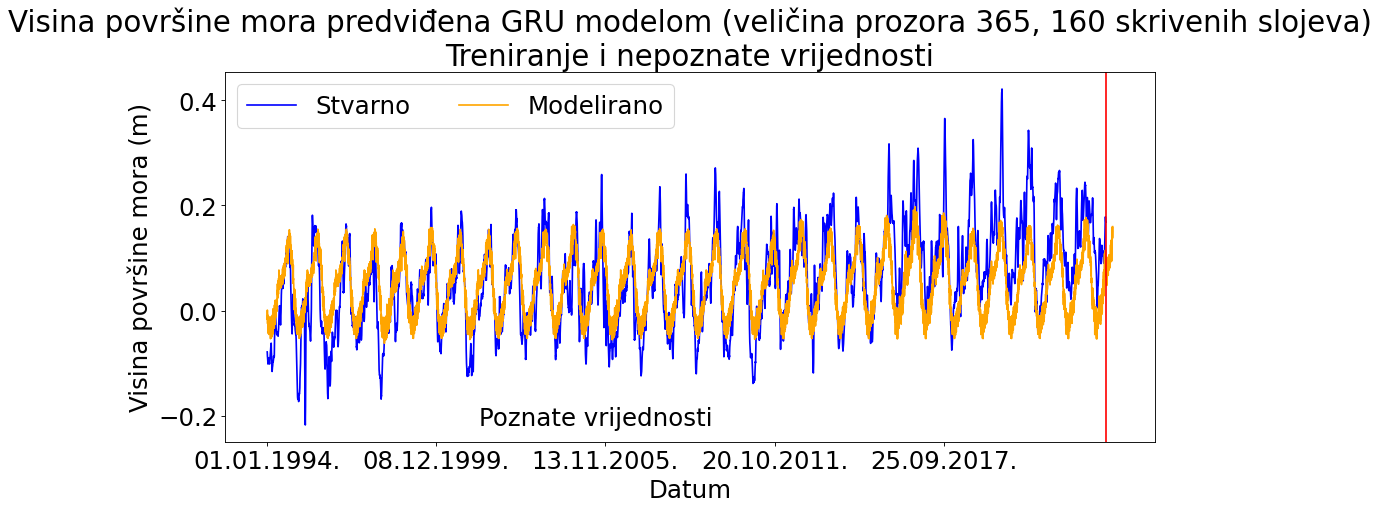 Visina površine mora predviđena GRU modelom (veličina prozora 365, 160 skrivenih slojeva)
Treniranje i nepoznate vrijednosti
Stvarno
Modelirano
0.4
0.2
0.0
−0.2
Visina površine mora (m)
Poznate vrijednosti
01.01.1994.
08.12.1999.
13.11.2005.
20.10.2011.
25.09.2017.
Datum